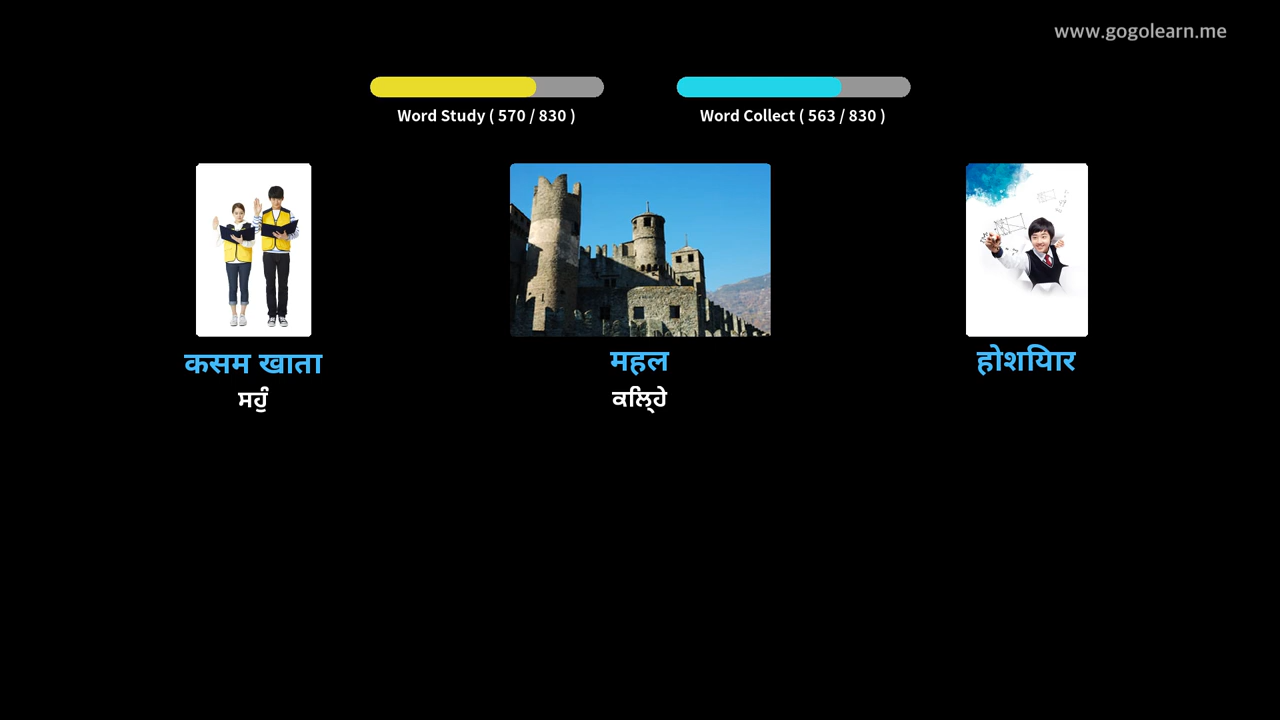 www.gogolearn.me
Word Study ( 570 / 830 )
Word Collect ( 563 / 830 )
कसम खाता
महल
होशियार
ਸਹੁੰ
ਕਿਲ੍ਹੇ